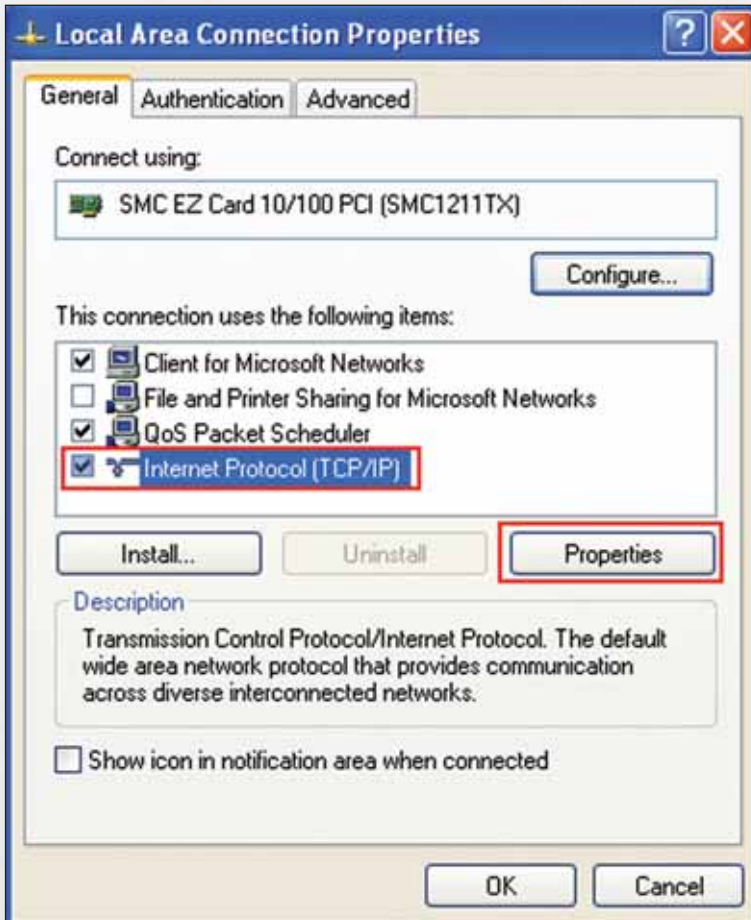 Local Area Connection Properties
General
Authentication
Advanced
Connect using:
SMC EZ Card 10/100 PCI (SMC1211TX)
Configure...
This connection uses the following items:
Client for Microsoft Networks
File and Printer Sharing for Microsoft Networks
QoS Packet Scheduler
Internet Protocol (TCP/IP)
Install...
Uninstall
Properties
Description
Transmission Control Protocol/Internet Protocol. The default
wide area network protocol that provides communication
across diverse interconnected networks.
Show icon in notification area when connected
OK
Cancel